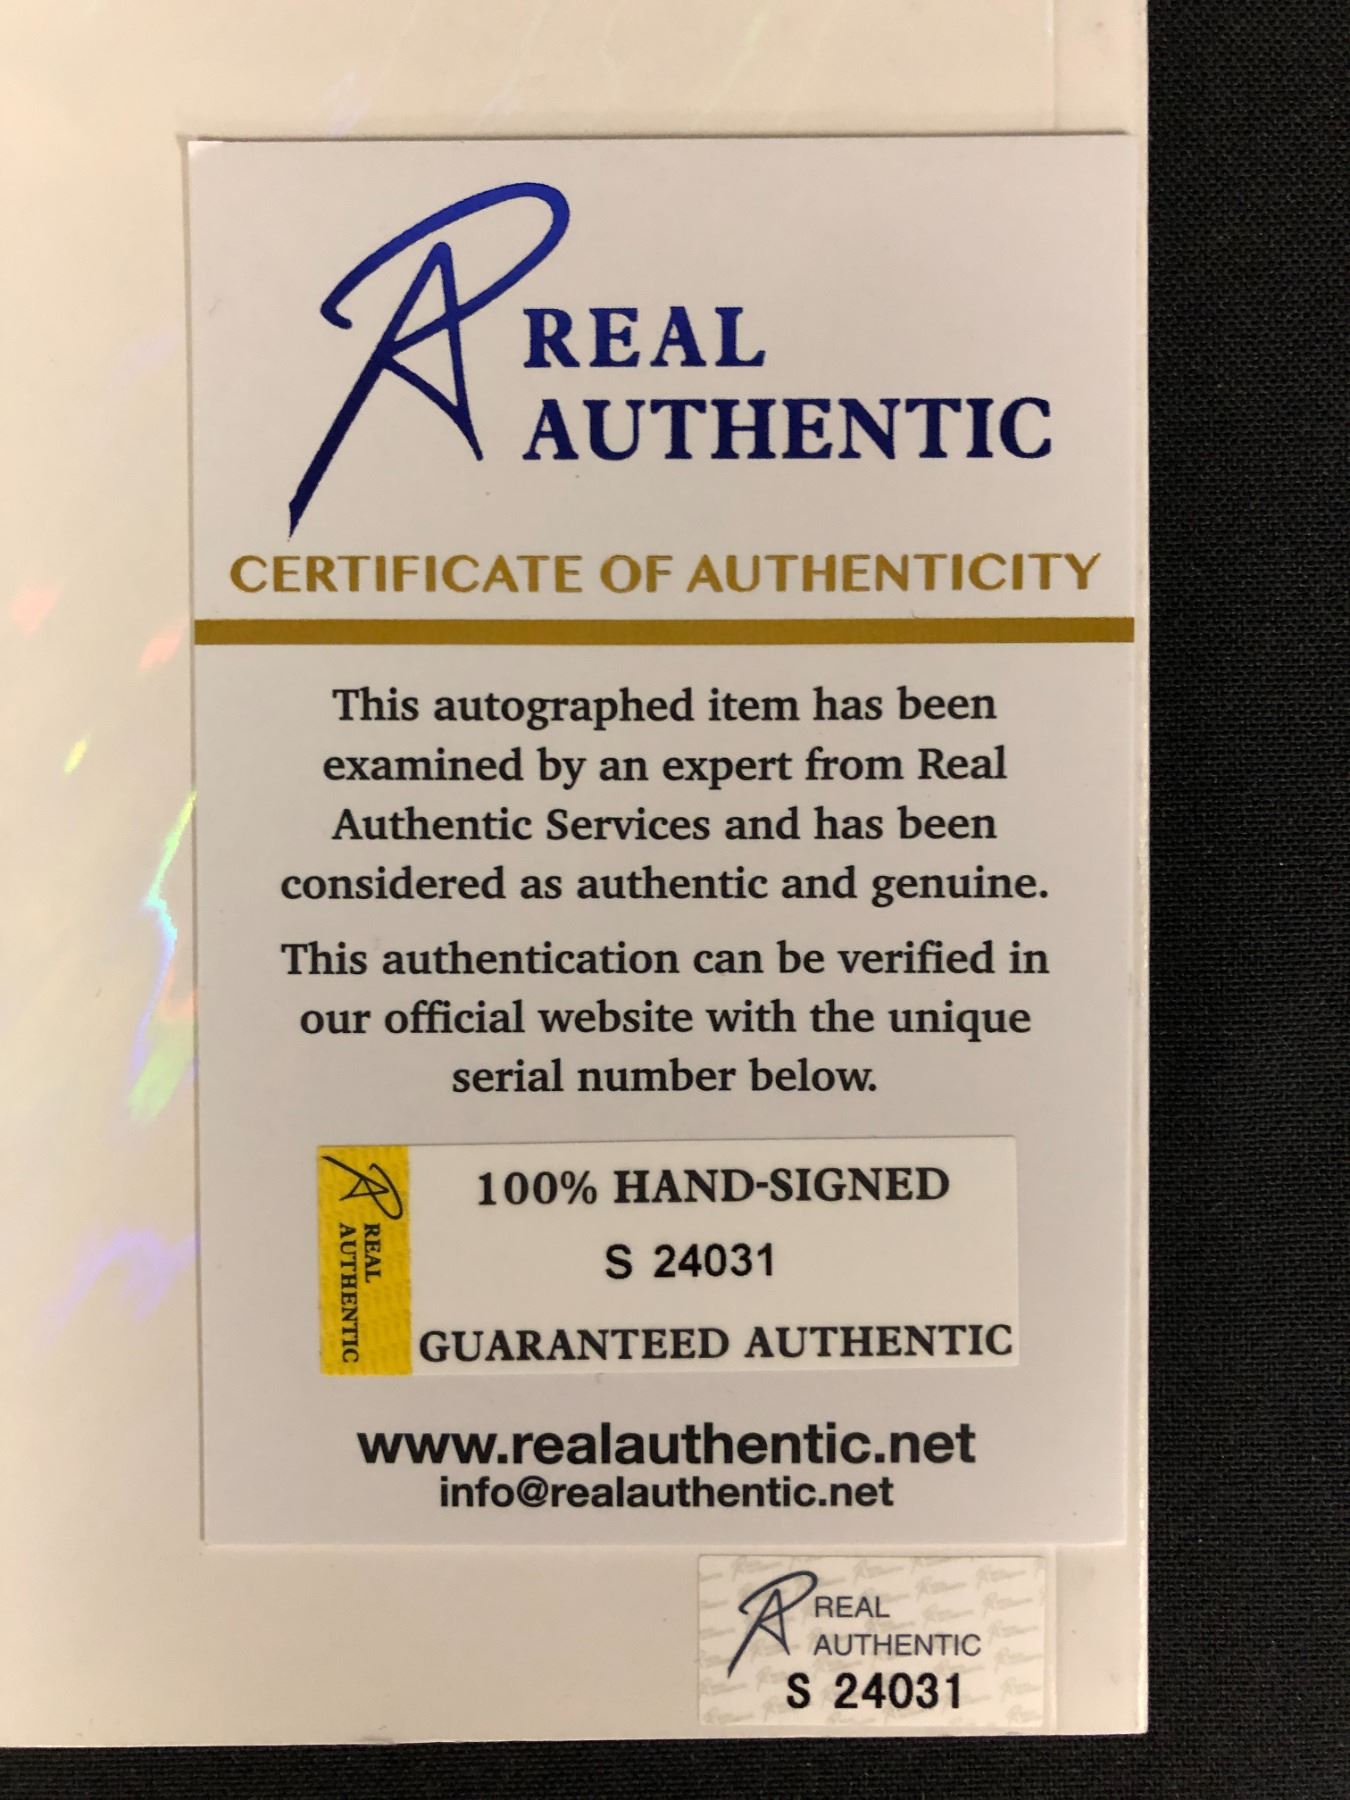 REAL
AUTHENTIC
CERTIFICATE OF AUTHENTICITY
This autographed item has been
examined by an expert from Real
Authentic Services and has been
considered as authentic and genuine.
This authentication can be verified in
our official website with the unique
serial number below.
REAL
AUTHENTIC
100% HAND-SIGNED
S 24031
GUARANTEED AUTHENTIC
www.realauthentic.net
info@realauthentic.net
REAL
AUTHENTIC
S 24031